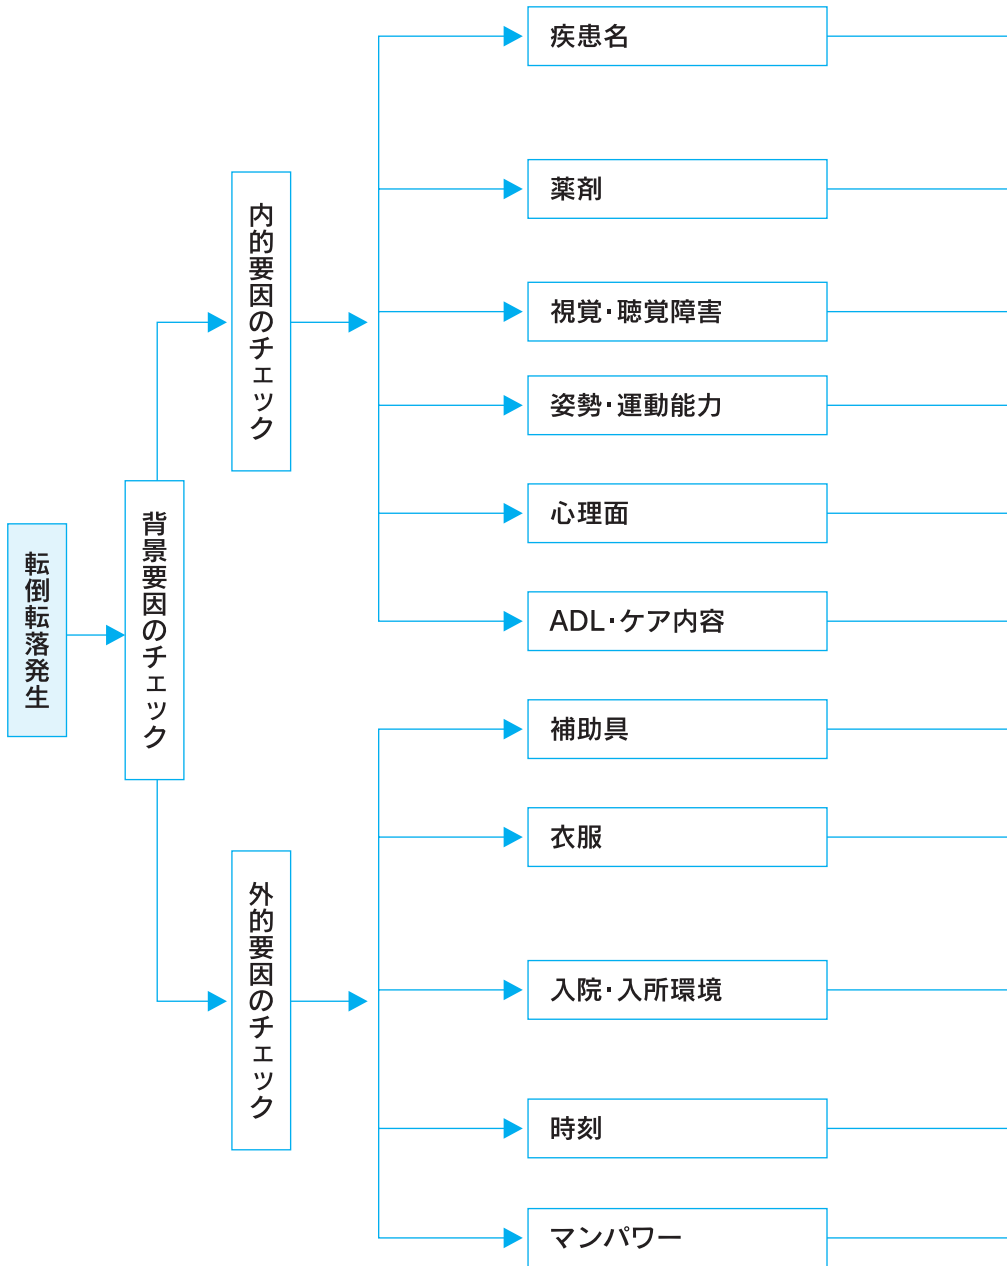 転倒転落発生
背景要因のチェック
内的要因のチェック
疾患名
薬剤
視覚・聴覚障害
姿勢・運動能力
心理面
ADL・ケア内容
外的要因のチェック
補助具
衣服
入院・入所環境
時刻
マンパワー